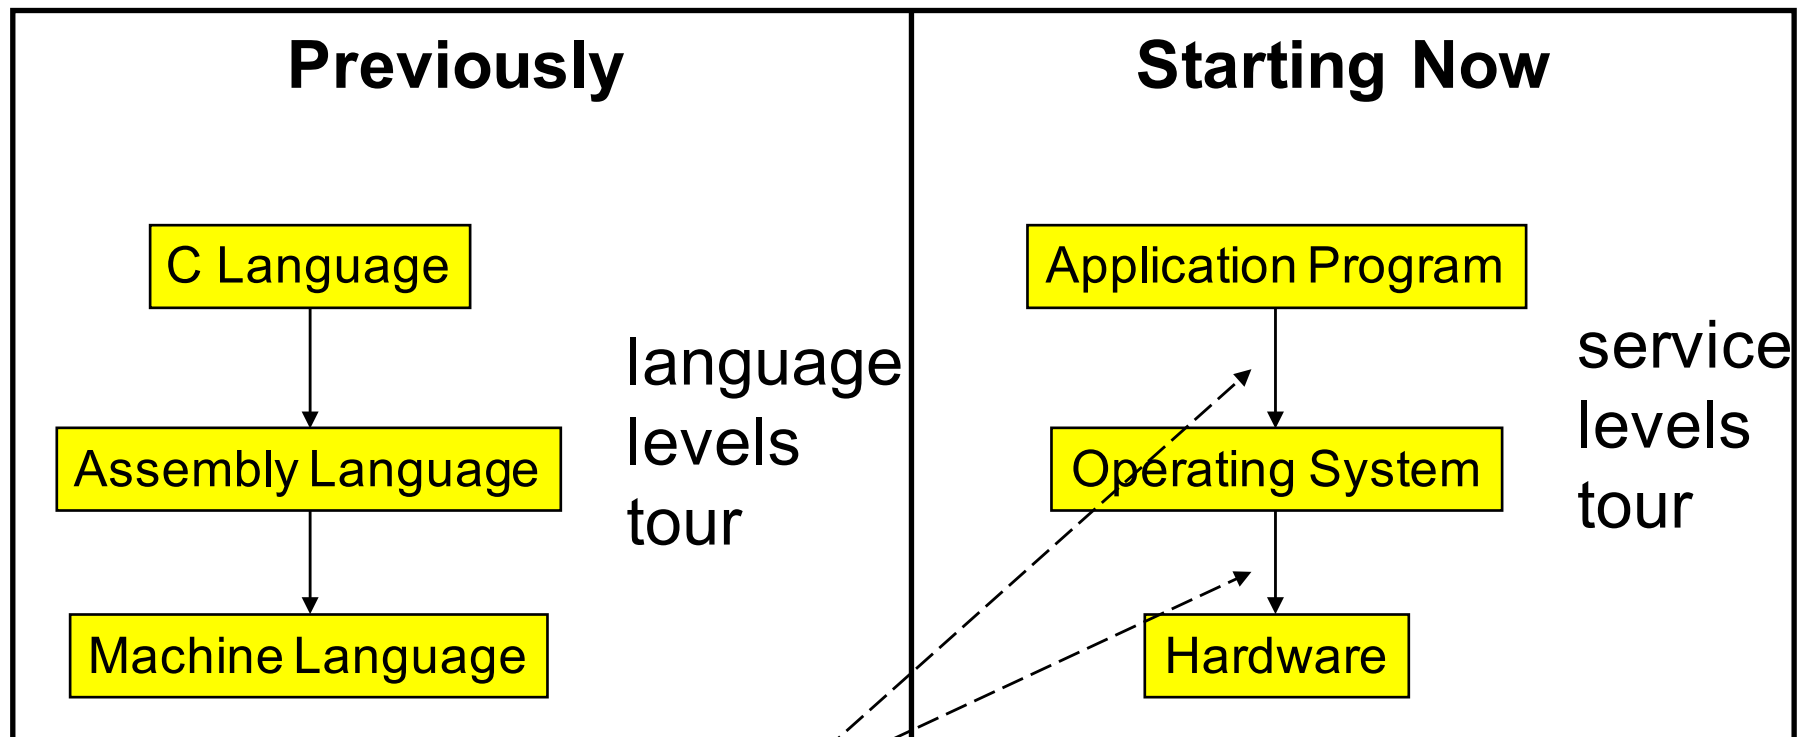 Previously
C Language
Assembly Language
Machine Language
language
levels
tour
Starting Now
Application Program
Operating System
Hardware
service
levels
tour